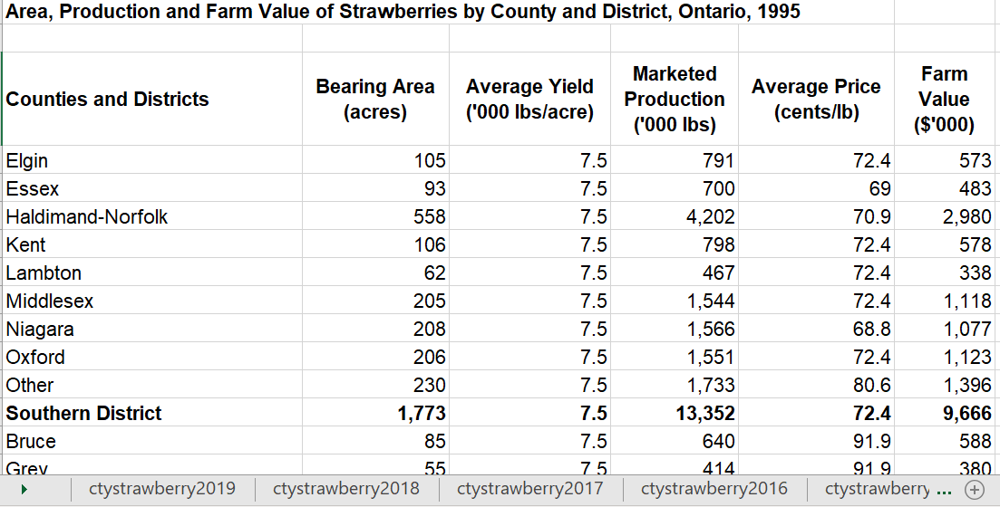 Area, Production and Farm Value of Strawberries by County and District, Ontario, 1995
Counties and Districts Bearing Area (acres) Average Yield ('000 lbs/acre) Marketed Production ('000 lbs) Average Price (cents/lb) Farm Value ($'000)
Elgin 105 7.5 791 72.4 573
Essex 93 7.5 700 69 483
Haldimand-Norfolk 558 7.5 4,202 70.9 2,980
Kent 106 7.5 798 72.4 578
Lambton 62 7.5 467 72.4 338
Middlesex 205 7.5 1,544 72.4 1,118
Niagara 208 7.5 1,566 68.8 1,077
Oxford 206 7.5 1,551 72.4 1,123
Other 230 7.5 1,733 80.6 1,396
Southern District 1,773 7.5 13,352 72.4 9,666
Bruce 85 7.5 640 91.9 588
Grey 55 7.5 414 91.9 380
ctystrawberry2019 ctystrawberry2018 ctystrawberry2017 ctystrawberry2016 ctystrawberry ...